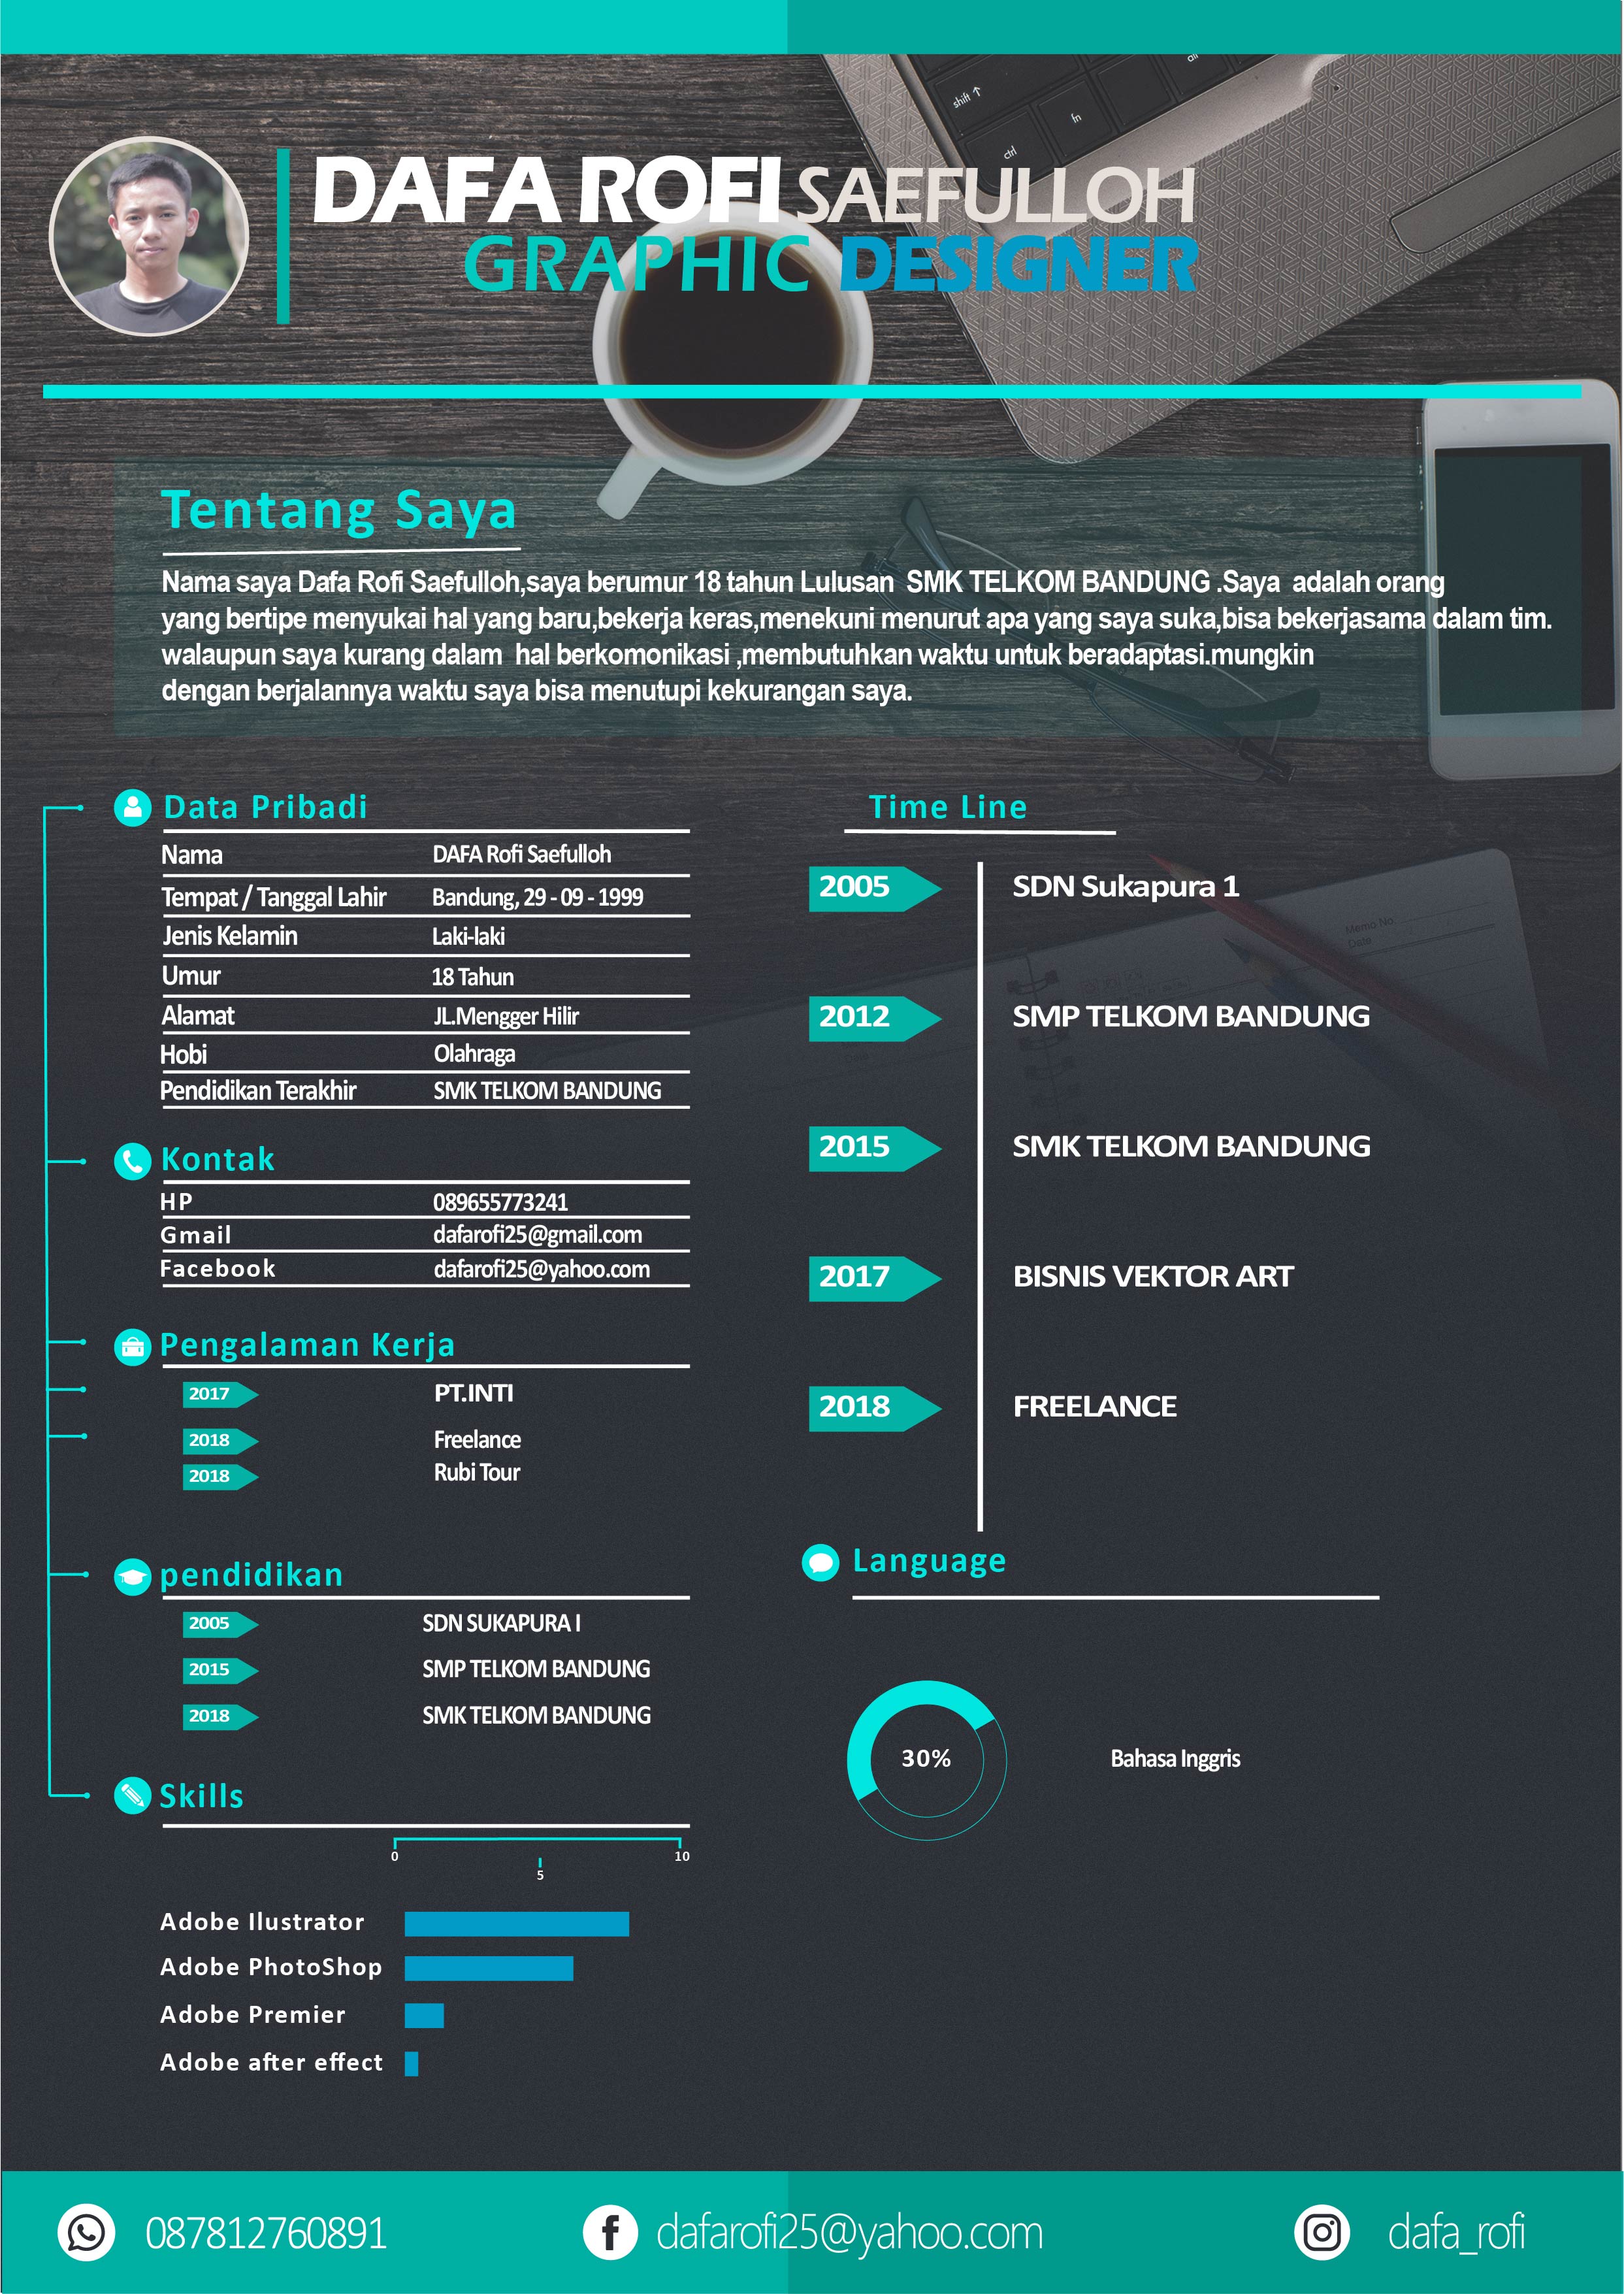 shift ↑
fn
ctrl
alt
DAFA ROFI SAEFULLOH
GRAPHIC DESIGNER
Tentang Saya
Nama saya Dafa Rofi Saefulloh,saya berumur 18 tahun Lulusan SMK TELKOM BANDUNG .Saya adalah orang
yang bertipe menyukai hal yang baru,bekerja keras,menekuni menurut apa yang saya suka,bisa bekerjasama dalam tim.
walaupun saya kurang dalam hal berkomonikasi ,membutuhkan waktu untuk beradaptasi.mungkin
dengan berjalannya waktu saya bisa menutupi kekurangan saya.
Data Pribadi
Nama DAFA Rofi Saefulloh
Tempat / Tanggal Lahir Bandung, 29 - 09 - 1999
Jenis Kelamin Laki-laki
Umur 18 Tahun
Alamat JL.Mengger Hilir
Hobi Olahraga
Pendidikan Terakhir SMK TELKOM BANDUNG
Kontak
HP 089655773241
Gmail dafarofi25@gmail.com
Facebook dafarofi25@yahoo.com
Pengalaman Kerja
2017 PT.INTI
2018 Freelance
2018 Rubi Tour
pendidikan
2005 SDN SUKAPURA I
2015 SMP TELKOM BANDUNG
2018 SMK TELKOM BANDUNG
Skills
0 10
5
Adobe Ilustrator
Adobe PhotoShop
Adobe Premier
Adobe after effect
Time Line
2005 SDN Sukapura 1
Memo No.
Date
2012 SMP TELKOM BANDUNG
2015 SMK TELKOM BANDUNG
2017 BISNIS VEKTOR ART
2018 FREELANCE
Language
30% Bahasa Inggris
087812760891 dafarofi25@yahoo.com dafa_rofi